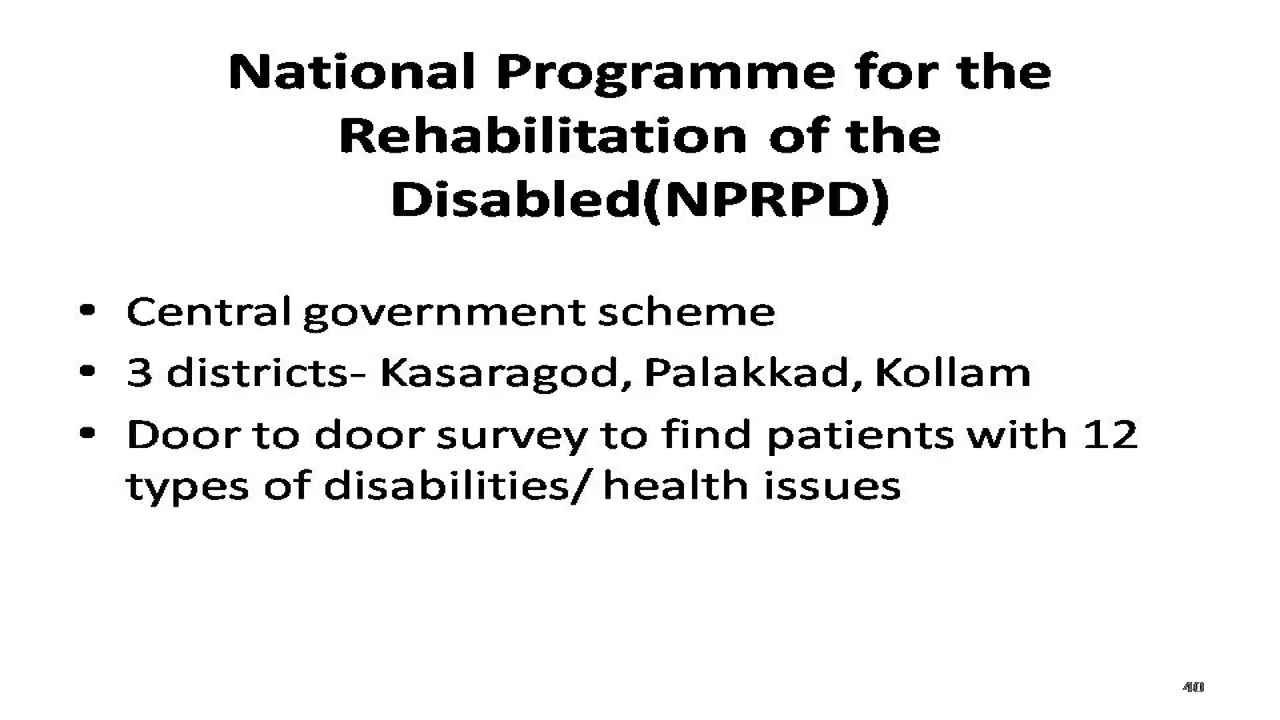 National Programme for the
Rehabilitation of the
Disabled(NPRPD)
• Central government scheme
• 3 districts- Kasaragod, Palakkad, Kollam
• Door to door survey to find patients with 12
types of disabilities/ health issues
40